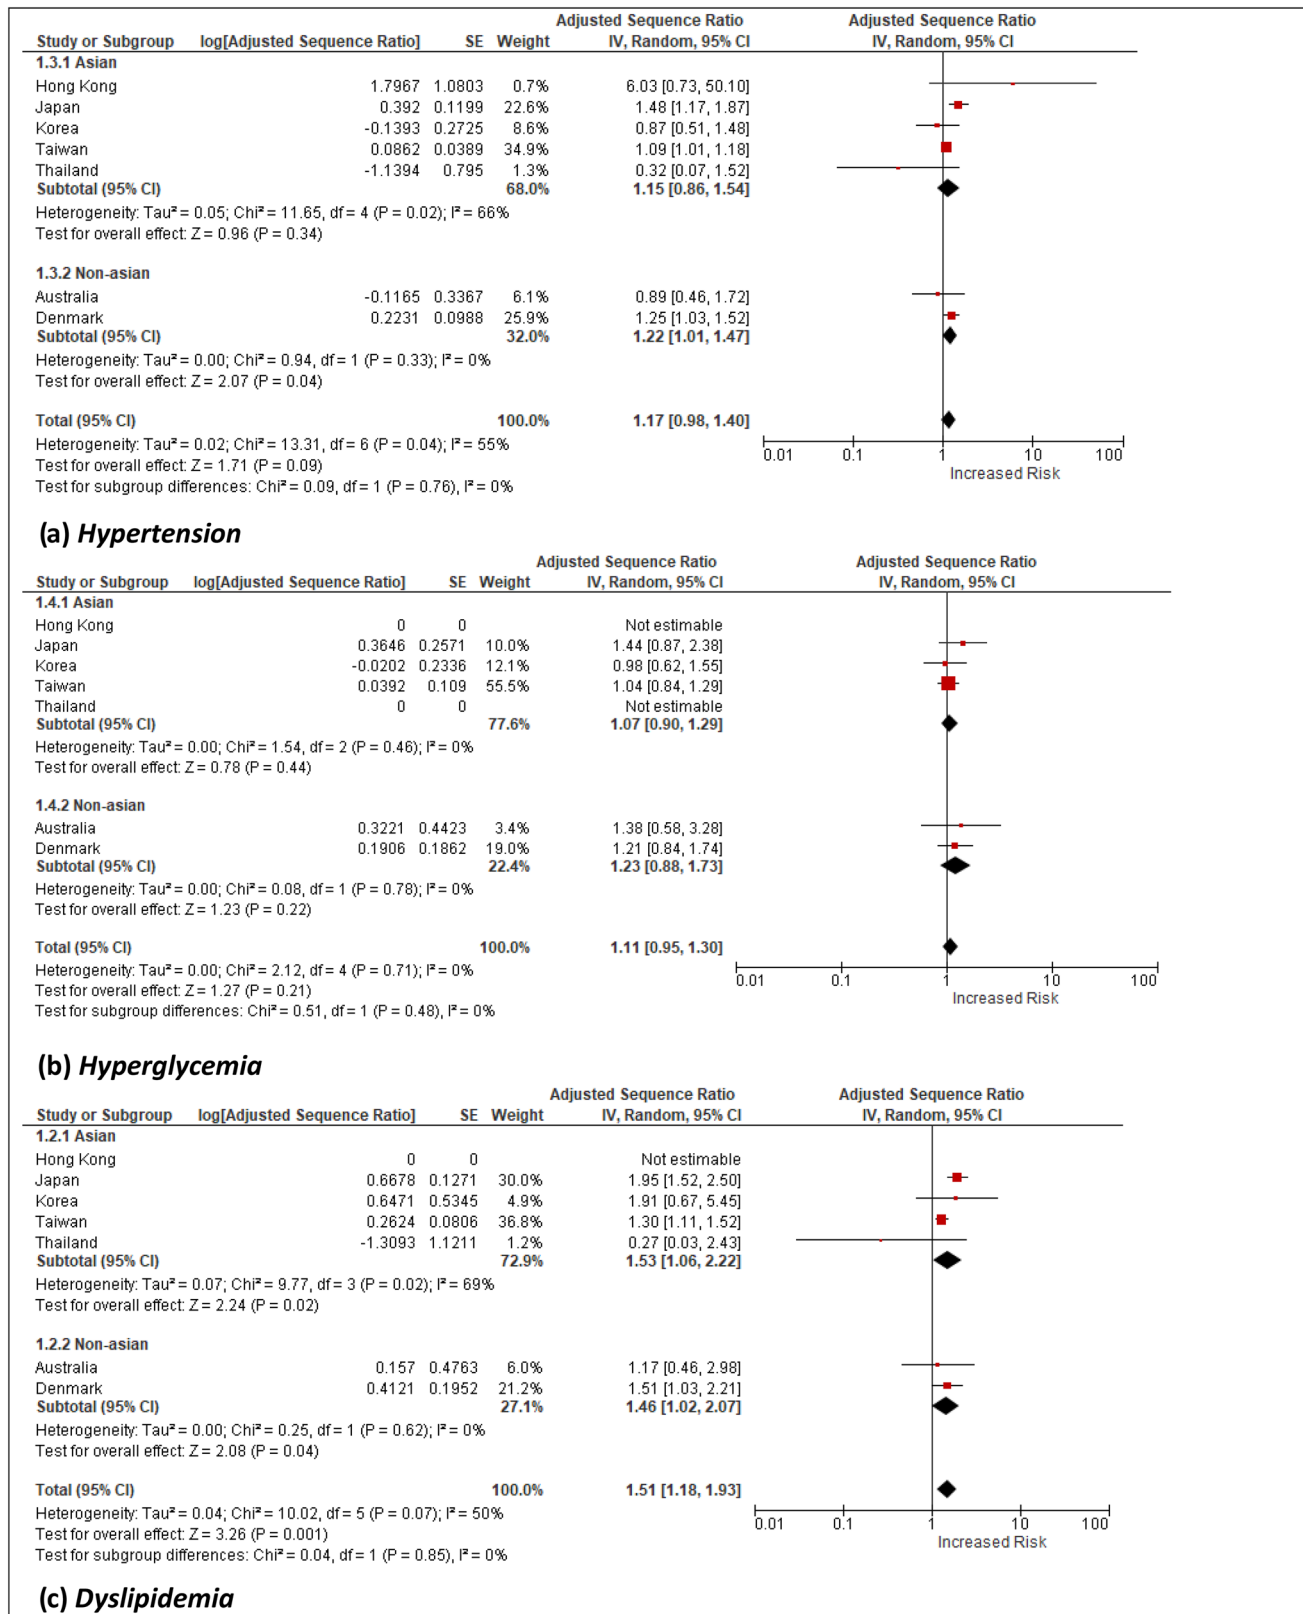 Adjusted Sequence Ratio Adjusted Sequence Ratio
Study or Subgroup log[Adjusted Sequence Ratio] SE Weight IV, Random, 95% CI IV, Random, 95% CI
1.3.1 Asian
Hong Kong 1.7967 1.0803 0.7% 6.03 [0.73, 50.10]
Japan 0.392 0.1199 22.6% 1.48 [1.17, 1.87]
Korea -0.1393 0.2725 8.6% 0.87 [0.51, 1.48]
Taiwan 0.0862 0.0389 34.9% 1.09 [1.01, 1.18]
Thailand -1.1394 0.795 1.3% 0.32 [0.07, 1.52]
Subtotal (95% CI) 68.0% 1.15 [0.86, 1.54]
Heterogeneity: Tau² = 0.05; Chi² = 11.65, df = 4 (P = 0.02); I² = 66%
Test for overall effect: Z = 0.96 (P = 0.34)
1.3.2 Non-asian
Australia -0.1165 0.3367 6.1% 0.89 [0.46, 1.72]
Denmark 0.2231 0.0988 25.9% 1.25 [1.03, 1.52]
Subtotal (95% CI) 32.0% 1.22 [1.01, 1.47]
Heterogeneity: Tau² = 0.00; Chi² = 0.94, df = 1 (P = 0.33); I² = 0%
Test for overall effect: Z = 2.07 (P = 0.04)
Total (95% CI) 100.0% 1.17 [0.98, 1.40]
Heterogeneity: Tau² = 0.02; Chi² = 13.31, df = 6 (P = 0.04); I² = 55%
Test for overall effect: Z = 1.71 (P = 0.09)
Test for subgroup differences: Chi² = 0.09, df = 1 (P = 0.76), I² = 0%
0.01 0.1 1 10 100
Increased Risk
(a) Hypertension
Adjusted Sequence Ratio Adjusted Sequence Ratio
Study or Subgroup log[Adjusted Sequence Ratio] SE Weight IV, Random, 95% CI IV, Random, 95% CI
1.4.1 Asian
Hong Kong 0 0 Not estimable
Japan 0.3646 0.2571 10.0% 1.44 [0.87, 2.38]
Korea -0.0202 0.2336 12.1% 0.98 [0.62, 1.55]
Taiwan 0.0392 0.109 55.5% 1.04 [0.84, 1.29]
Thailand 0 0 Not estimable
Subtotal (95% CI) 77.6% 1.07 [0.90, 1.29]
Heterogeneity: Tau² = 0.00; Chi² = 1.54, df = 2 (P = 0.46); I² = 0%
Test for overall effect: Z = 0.78 (P = 0.44)
1.4.2 Non-asian
Australia 0.3221 0.4423 3.4% 1.38 [0.58, 3.28]
Denmark 0.1906 0.1862 19.0% 1.21 [0.84, 1.74]
Subtotal (95% CI) 22.4% 1.23 [0.88, 1.73]
Heterogeneity: Tau² = 0.00; Chi² = 0.08, df = 1 (P = 0.78); I² = 0%
Test for overall effect: Z = 1.23 (P = 0.22)
Total (95% CI) 100.0% 1.11 [0.95, 1.30]
Heterogeneity: Tau² = 0.00; Chi² = 2.12, df = 4 (P = 0.71); I² = 0%
Test for overall effect: Z = 1.27 (P = 0.21)
Test for subgroup differences: Chi² = 0.51, df = 1 (P = 0.48), I² = 0%
0.01 0.1 1 10 100
Increased Risk
(b) Hyperglycemia
Adjusted Sequence Ratio Adjusted Sequence Ratio
Study or Subgroup log[Adjusted Sequence Ratio] SE Weight IV, Random, 95% CI IV, Random, 95% CI
1.2.1 Asian
Hong Kong 0 0 Not estimable
Japan 0.6678 0.1271 30.0% 1.95 [1.52, 2.50]
Korea 0.6471 0.5345 4.9% 1.91 [0.67, 5.45]
Taiwan 0.2624 0.0806 36.8% 1.30 [1.11, 1.52]
Thailand -1.3093 1.1211 1.2% 0.27 [0.03, 2.43]
Subtotal (95% CI) 72.9% 1.53 [1.06, 2.22]
Heterogeneity: Tau² = 0.07; Chi² = 9.77, df = 3 (P = 0.02); I² = 69%
Test for overall effect: Z = 2.24 (P = 0.02)
1.2.2 Non-asian
Australia 0.157 0.4763 6.0% 1.17 [0.46, 2.98]
Denmark 0.4121 0.1952 21.2% 1.51 [1.03, 2.21]
Subtotal (95% CI) 27.1% 1.46 [1.02, 2.07]
Heterogeneity: Tau² = 0.00; Chi² = 0.25, df = 1 (P = 0.62); I² = 0%
Test for overall effect: Z = 2.08 (P = 0.04)
Total (95% CI) 100.0% 1.51 [1.18, 1.93]
Heterogeneity: Tau² = 0.04; Chi² = 10.02, df = 5 (P = 0.07); I² = 50%
Test for overall effect: Z = 3.26 (P = 0.001)
Test for subgroup differences: Chi² = 0.04, df = 1 (P = 0.85), I² = 0%
0.01 0.1 1 10 100
Increased Risk
(c) Dyslipidemia